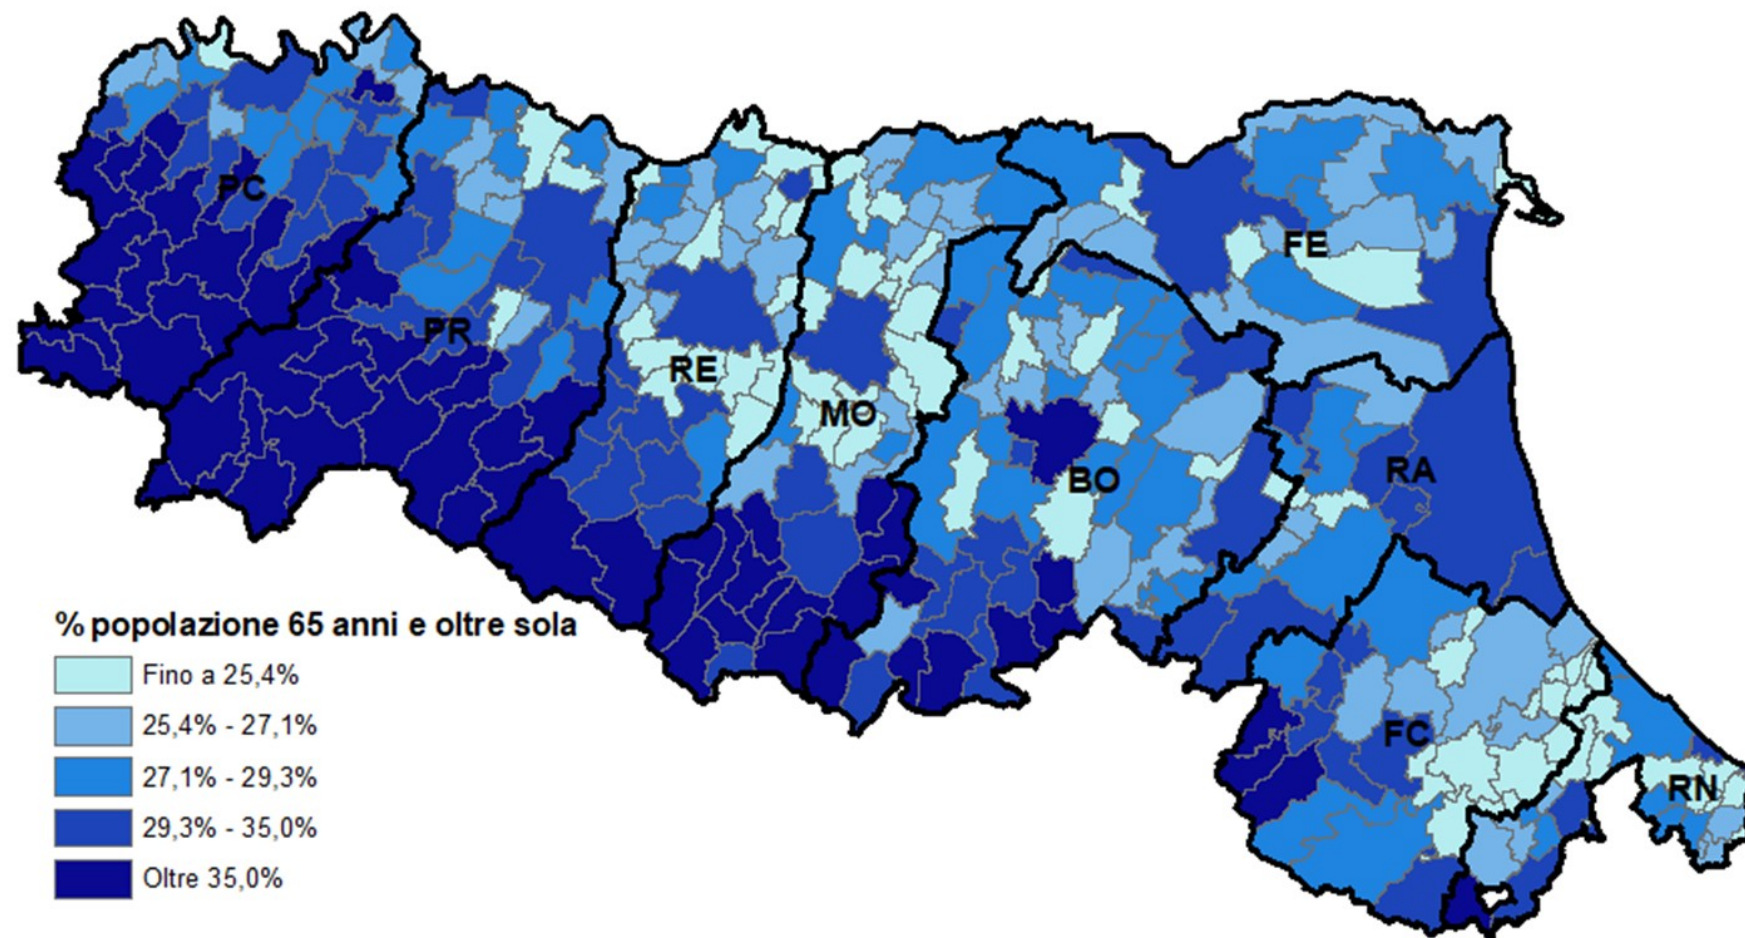 PC
FE
PR
RE
MO
RA
BO
% popolazione 65 anni e oltre sola
Fino a 25,4%
25,4% - 27,1%
27,1% - 29,3%
29,3% - 35,0%
Oltre 35,0%
FC
RN